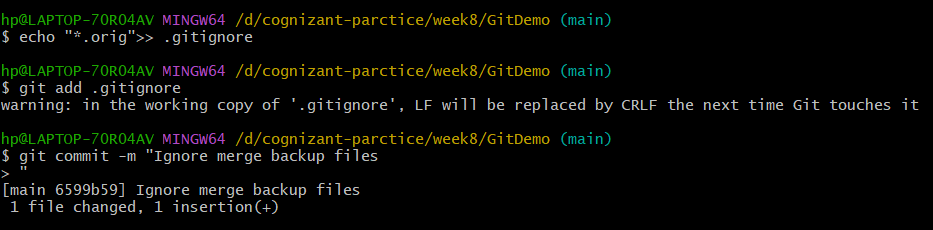 hp@LAPTOP-7OR04AV MINGW64 /d/cognizant-parctice/week8/GitDemo (main)
$ echo "*.orig">> .gitignore
hp@LAPTOP-7OR04AV MINGW64 /d/cognizant-parctice/week8/GitDemo (main)
$ git add .gitignore
warning: in the working copy of '.gitignore', LF will be replaced by CRLF the next time Git touches it
hp@LAPTOP-7OR04AV MINGW64 /d/cognizant-parctice/week8/GitDemo (main)
$ git commit -m "Ignore merge backup files
> "
[main 6599b59] Ignore merge backup files
 1 file changed, 1 insertion(+)